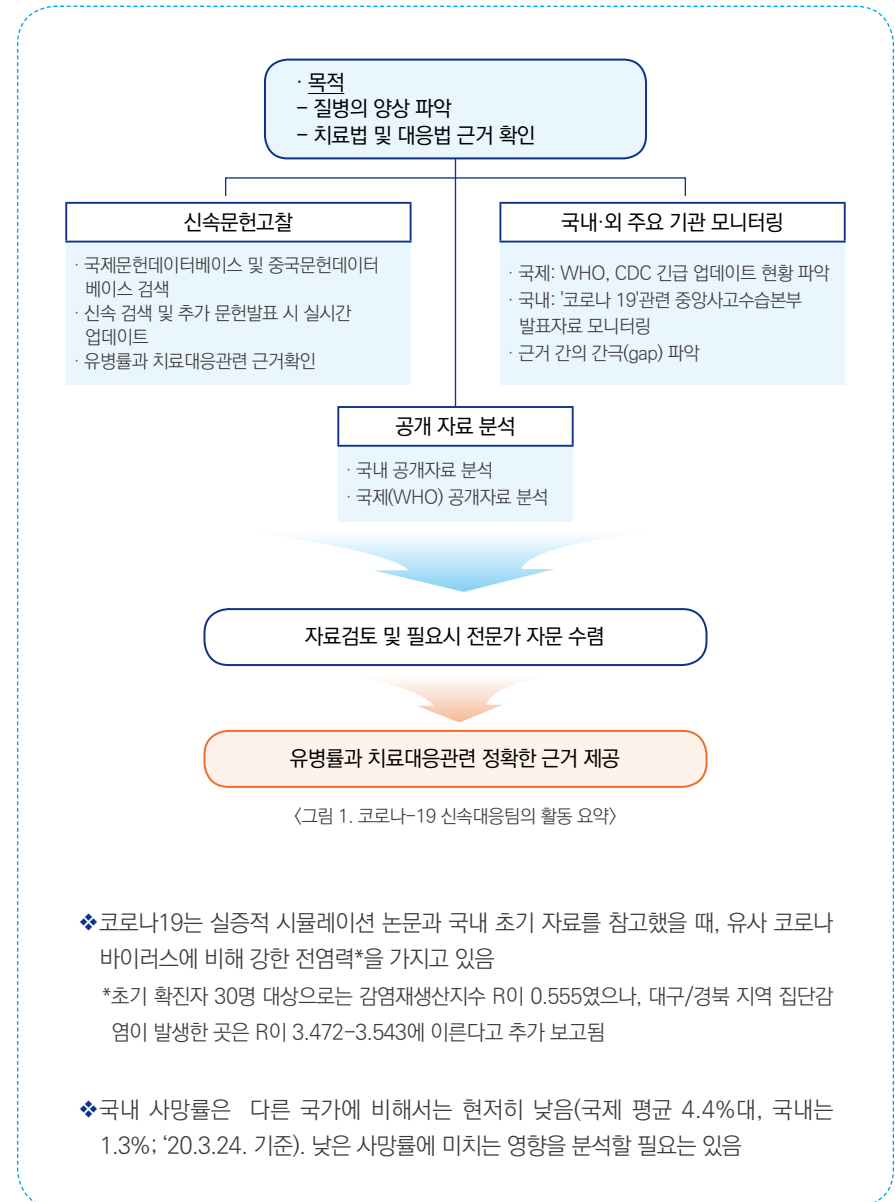 · 목적
– 질병의 양상 파악
– 치료법 및 대응법 근거 확인
신속문헌고찰
· 국제문헌데이터베이스 및 중국문헌데이터
베이스 검색
· 신속 검색 및 추가 문헌발표 시 실시간
업데이트
· 유병률과 치료대응관련 근거확인
국내·외 주요 기관 모니터링
· 국제: WHO, CDC 긴급 업데이트 현황 파악
· 국내: '코로나 19'관련 중앙사고수습본부
발표자료 모니터링
· 근거 간의 간극(gap) 파악
공개 자료 분석
· 국내 공개자료 분석
· 국제(WHO) 공개자료 분석
자료검토 및 필요시 전문가 자문 수렴
유병률과 치료대응관련 정확한 근거 제공
〈그림 1. 코로나-19 신속대응팀의 활동 요약〉
❖코로나19는 실증적 시뮬레이션 논문과 국내 초기 자료를 참고했을 때, 유사 코로나
바이러스에 비해 강한 전염력*을 가지고 있음
*초기 확진자 30명 대상으로는 감염재생산지수 R이 0.555였으나, 대구/경북 지역 집단감
염이 발생한 곳은 R이 3.472-3.543에 이른다고 추가 보고됨
❖국내 사망률은 다른 국가에 비해서는 현저히 낮음(국제 평균 4.4%대, 국내는
1.3%; ‘20.3.24. 기준). 낮은 사망률에 미치는 영향을 분석할 필요는 있음